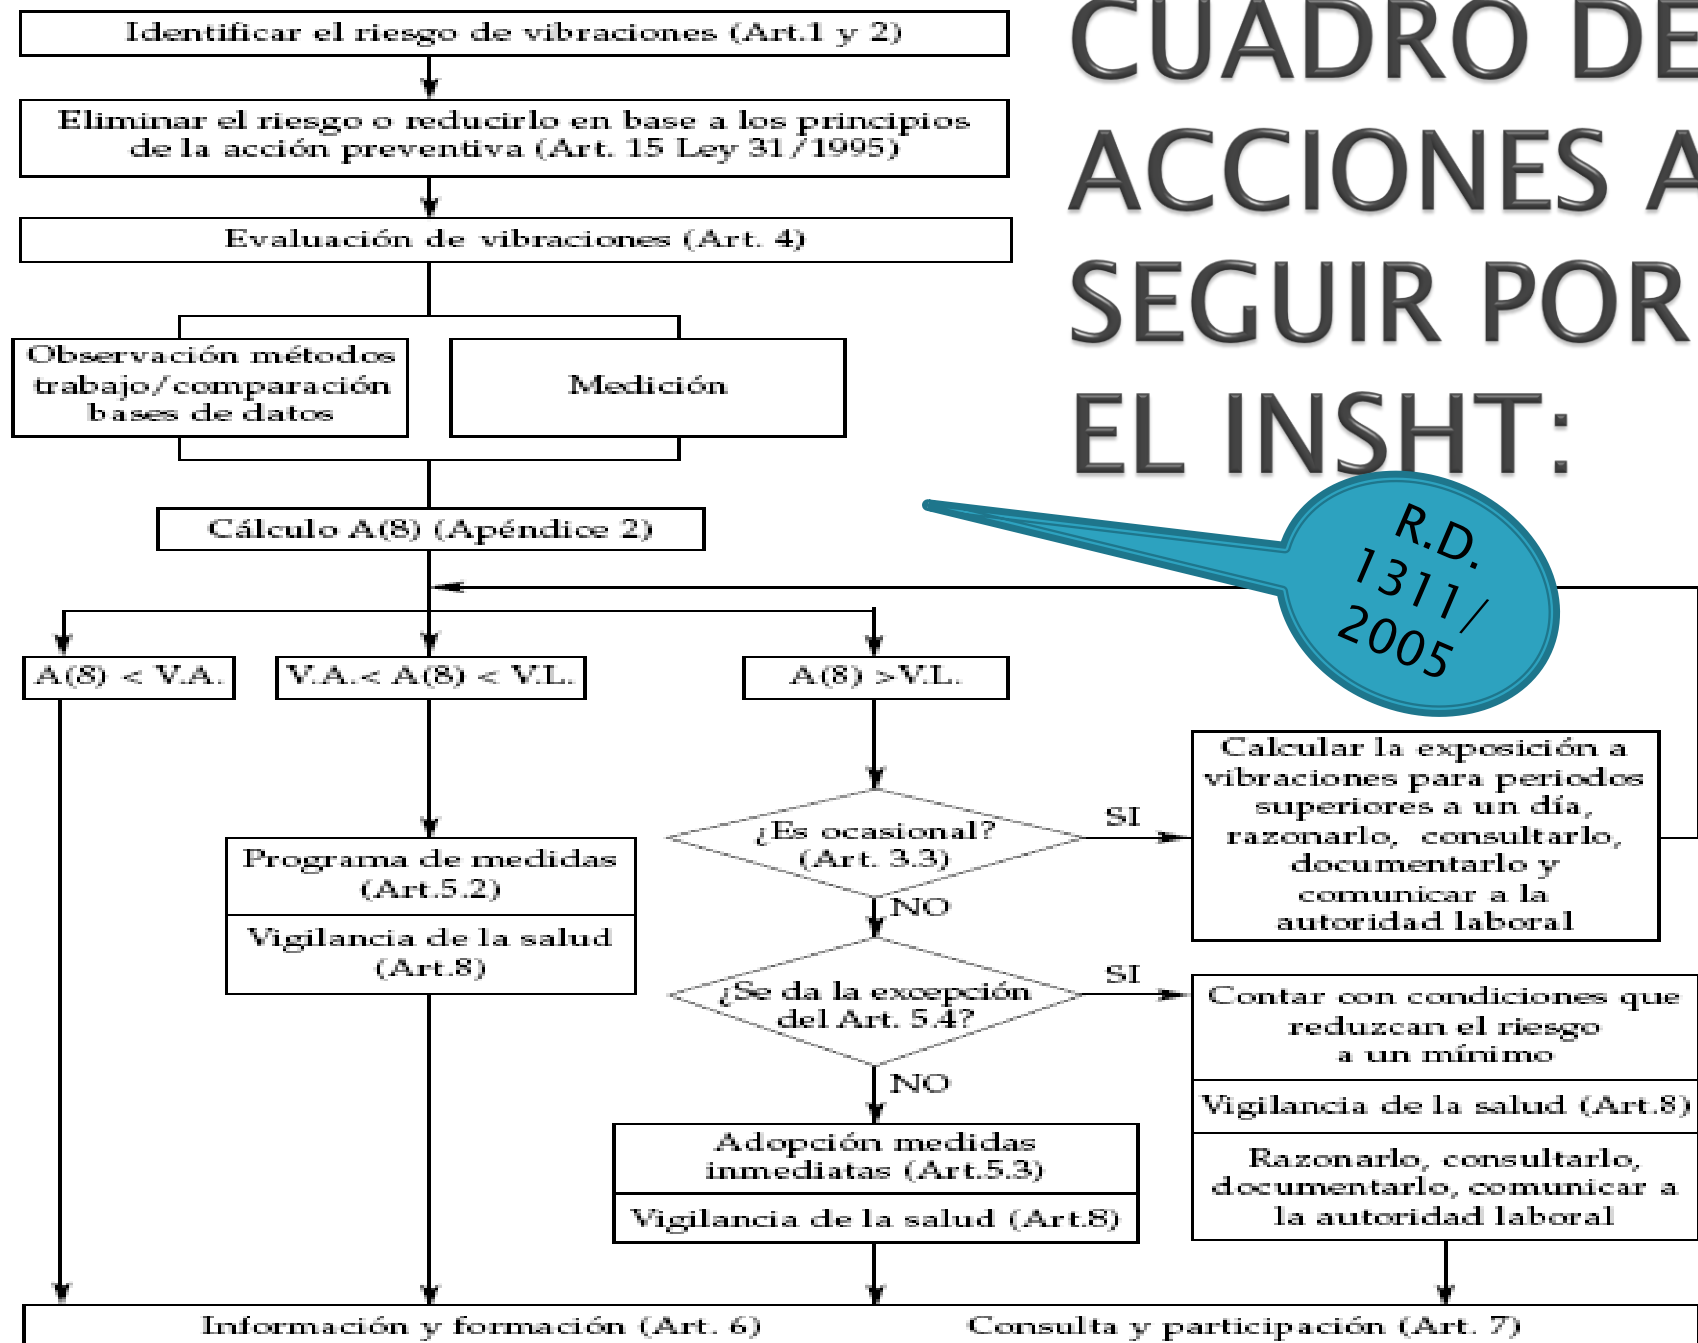 CUADRO DE
ACCIONES A
SEGUIR POR
EL INSHT:
R.D.
1311/
2005
Identificar el riesgo de vibraciones (Art.1 y 2)
Eliminar el riesgo o reducirlo en base a los principios
de la acción preventiva (Art. 15 Ley 31/1995)
Evaluación de vibraciones (Art. 4)
Observación métodos
trabajo/comparación
bases de datos
Medición
Cálculo A(8) (Apéndice 2)
A(8) < V.A.
V.A.< A(8) < V.L.
A(8) >V.L.
¿Es ocasional?
(Art. 3.3)
SI
Calcular la exposición a
vibraciones para periodos
superiores a un día,
razonarlo, consultarlo,
documentarlo y
comunicar a la
autoridad laboral
Programa de medidas
(Art.5.2)
Vigilancia de la salud
(Art.8)
NO
¿Se da la excepción
del Art. 5.4?
SI
Contar con condiciones que
reduzcan el riesgo
a un mínimo
Vigilancia de la salud (Art.8)
Razonarlo, consultarlo,
documentarlo, comunicar a
la autoridad laboral
NO
Adopción medidas
inmediatas (Art.5.3)
Vigilancia de la salud (Art.8)
Información y formación (Art. 6)
Consulta y participación (Art. 7)